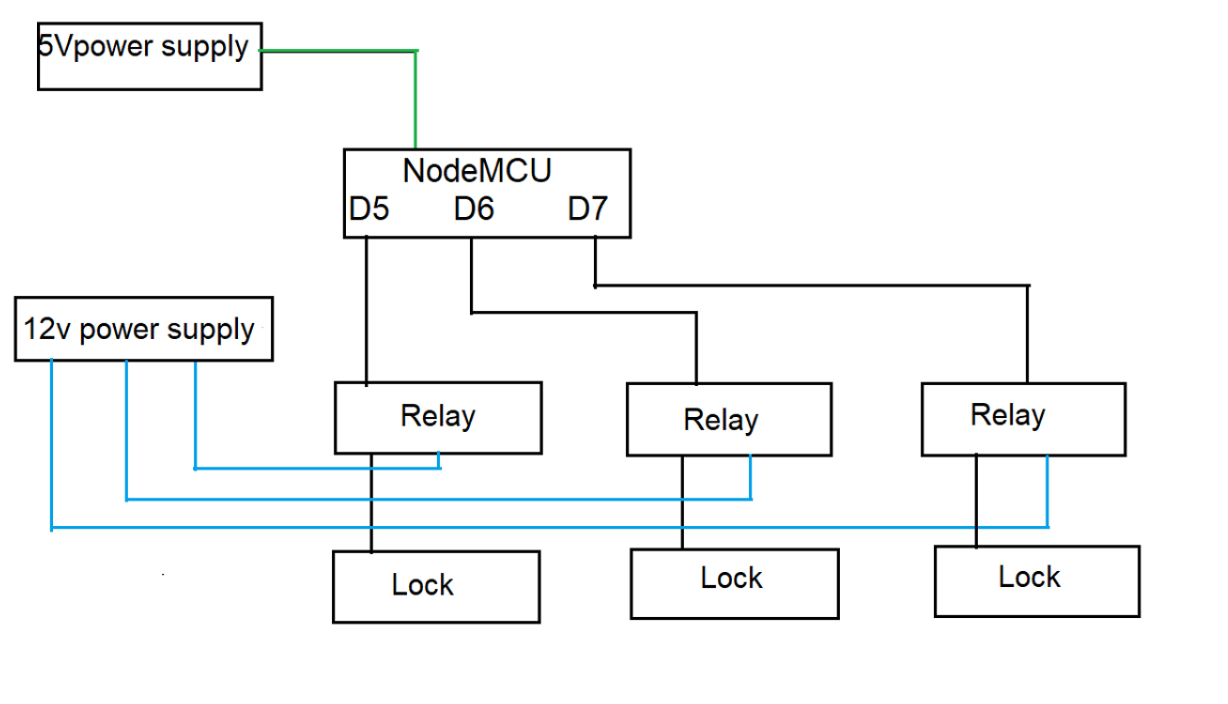 5Vpower supply
NodeMCU
D5 D6 D7
12v power supply
Relay Relay Relay
Lock Lock Lock